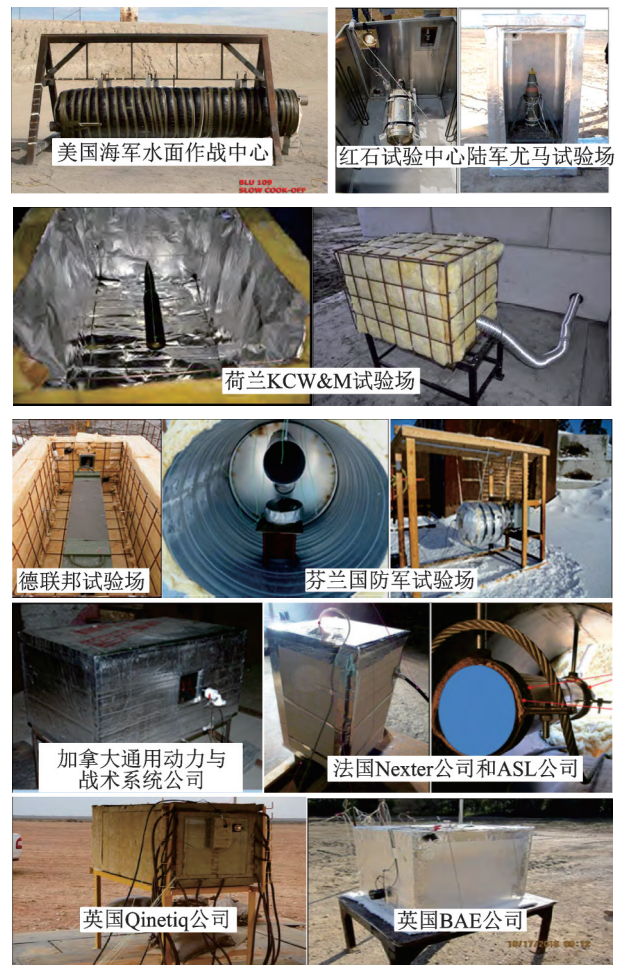 美国海军水面作战中心
BLU 109
SLOW COOK-OFF
红石试验中心陆军尤马试验场
荷兰KCW&M试验场
德联邦试验场
芬兰国防军试验场
加拿大通用动力与
战术系统公司
法国Nexter公司和ASL公司
英国Qinetiq公司
英国BAE公司